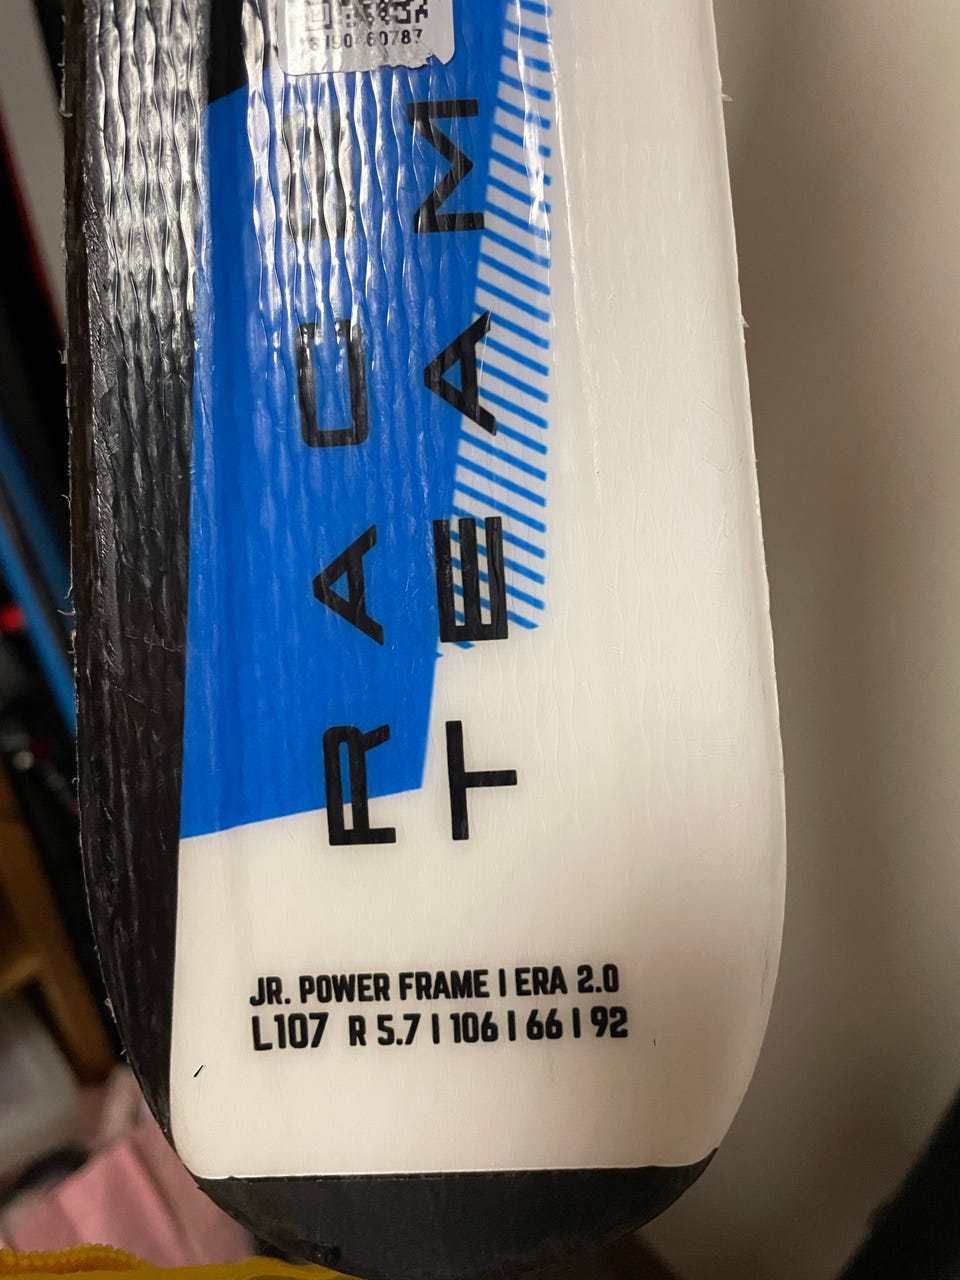 RACE
TEAM
JR. POWER FRAME | ERA 2.0
L107 R 5.7 | 106 | 66 | 92